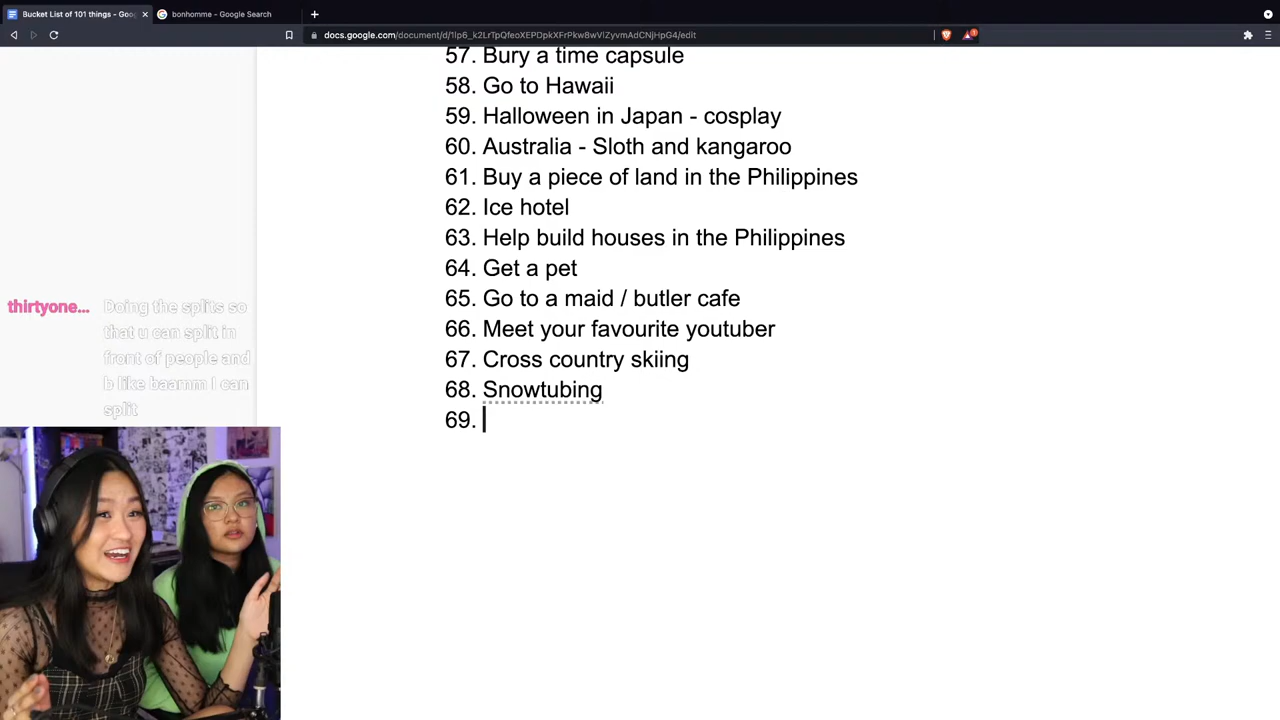 Bucket List of 101 things - Goo
bonhomme - Google Search
docs.google.com/document/d/1lp6_k2LrTpQfeoXEPDpkXFrPkw8wVlZyvmAdCNjHpG4/edit
57. Bury a time capsule
58. Go to Hawaii
59. Halloween in Japan - cosplay
60. Australia - Sloth and kangaroo
61. Buy a piece of land in the Philippines
62. Ice hotel
63. Help build houses in the Philippines
64. Get a pet
65. Go to a maid / butler cafe
66. Meet your favourite youtuber
67. Cross country skiing
68. Snowtubing
69.
thirtyone... Doing the splits so
that u can split in
front of people and
b like baamm I can
split